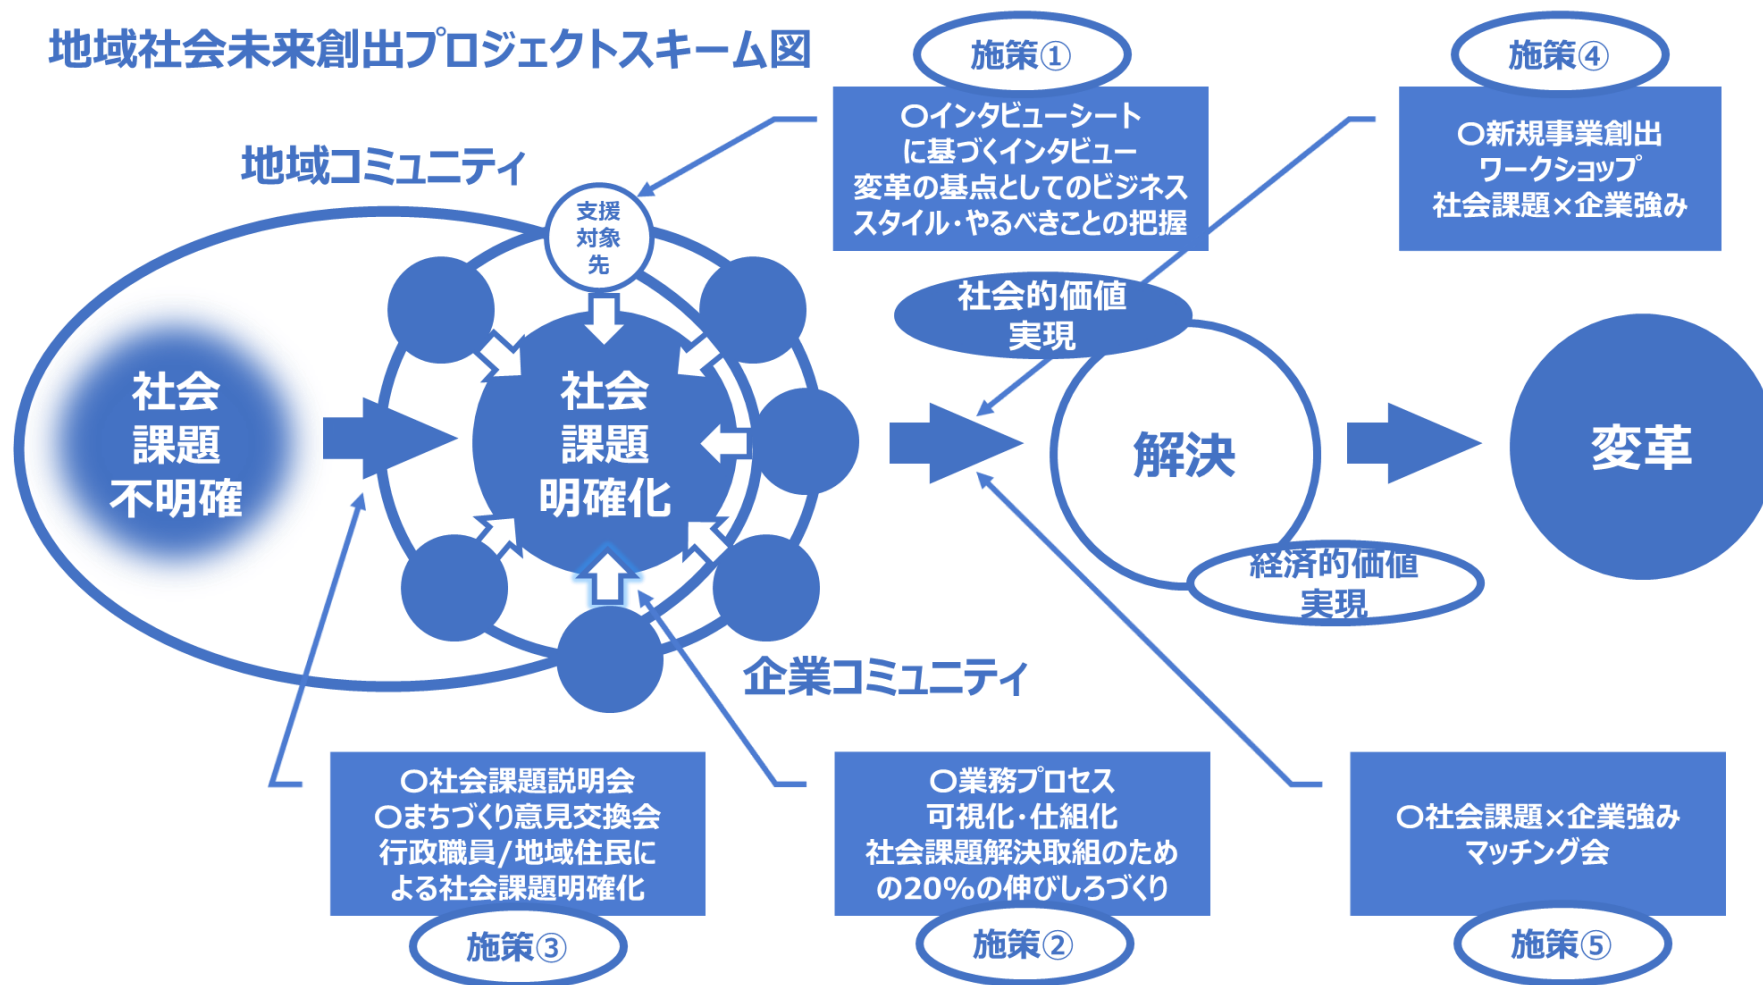 地域社会未来創出プロジェクトスキーム図
施策①
〇インタビューシート
に基づくインタビュー
変革の基点としてのビジネス
スタイル・やるべきことの把握
施策④
〇新規事業創出
ワークショップ
社会課題×企業強み
地域コミュニティ
支援
対象
先
社会
課題
不明確
社会
課題
明確化
社会的価値
実現
解決
経済的価値
実現
変革
企業コミュニティ
〇社会課題説明会
〇まちづくり意見交換会
行政職員/地域住民に
よる社会課題明確化
施策③
〇業務プロセス
可視化・仕組化
社会課題解決取組のため
の20%の伸びしろづくり
施策②
〇社会課題×企業強み
マッチング会
施策⑤